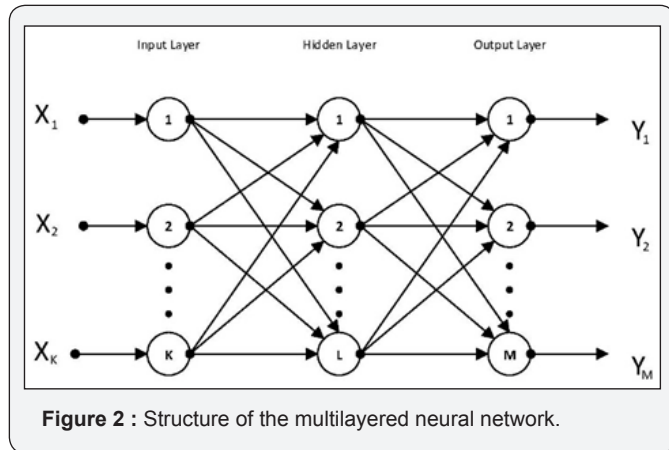 Input Layer Hidden Layer Output Layer
X1 1 1 1 Y1
X2 2 2 2 Y2
XK K L M YM
Figure 2 : Structure of the multilayered neural network.